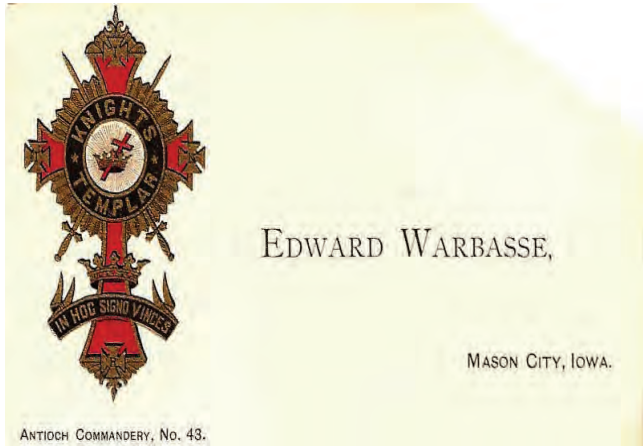 KNIGHTS
TEMPLAR
IN HOC SIGNO VINCES
EDWARD WARBASSE,
MASON CITY, IOWA.
ANTIOCH COMMANDERY, NO. 43.